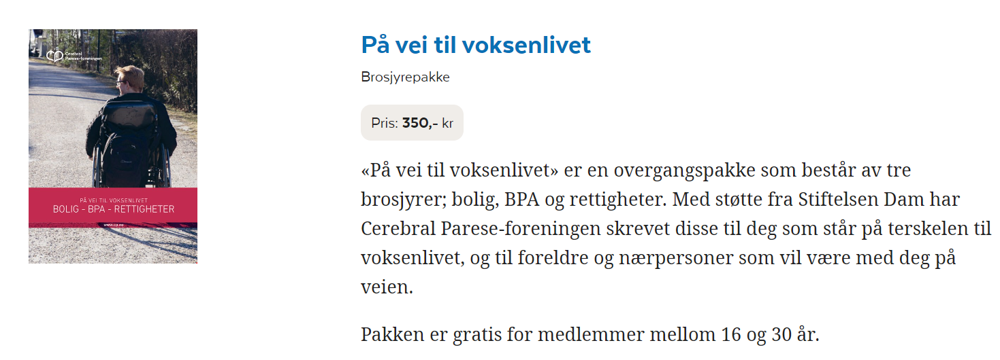 Cerebral
Parese-foreningen
PÅ VEI TIL VOKSENLIVET
BOLIG - BPA - RETTIGHETER
www.cp.no
På vei til voksenlivet
Brosjyrepakke
Pris: 350,- kr
«På vei til voksenlivet» er en overgangspakke som består av tre
brosjyrer; bolig, BPA og rettigheter. Med støtte fra Stiftelsen Dam har
Cerebral Parese-foreningen skrevet disse til deg som står på terskelen til
voksenlivet, og til foreldre og nærpersoner som vil være med deg på
veien.
Pakken er gratis for medlemmer mellom 16 og 30 år.